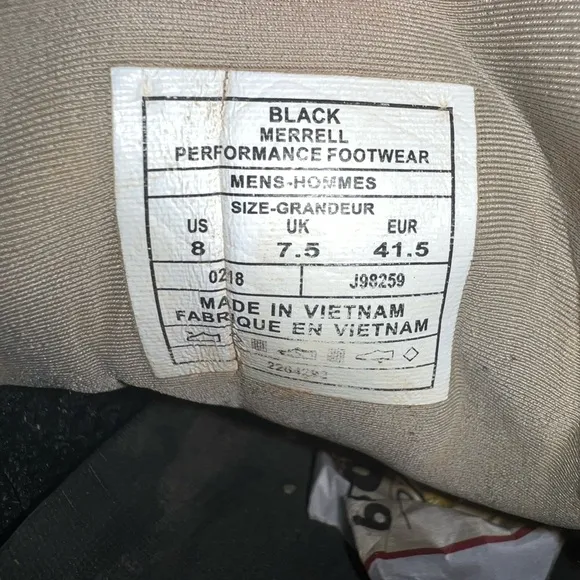 BLACK
MERRELL
PERFORMANCE FOOTWEAR
MENS-HOMMES
SIZE-GRANDEUR
US UK EUR
8 7.5 41.5
0218 J98259
MADE IN VIETNAM
FABRIQUE EN VIETNAM